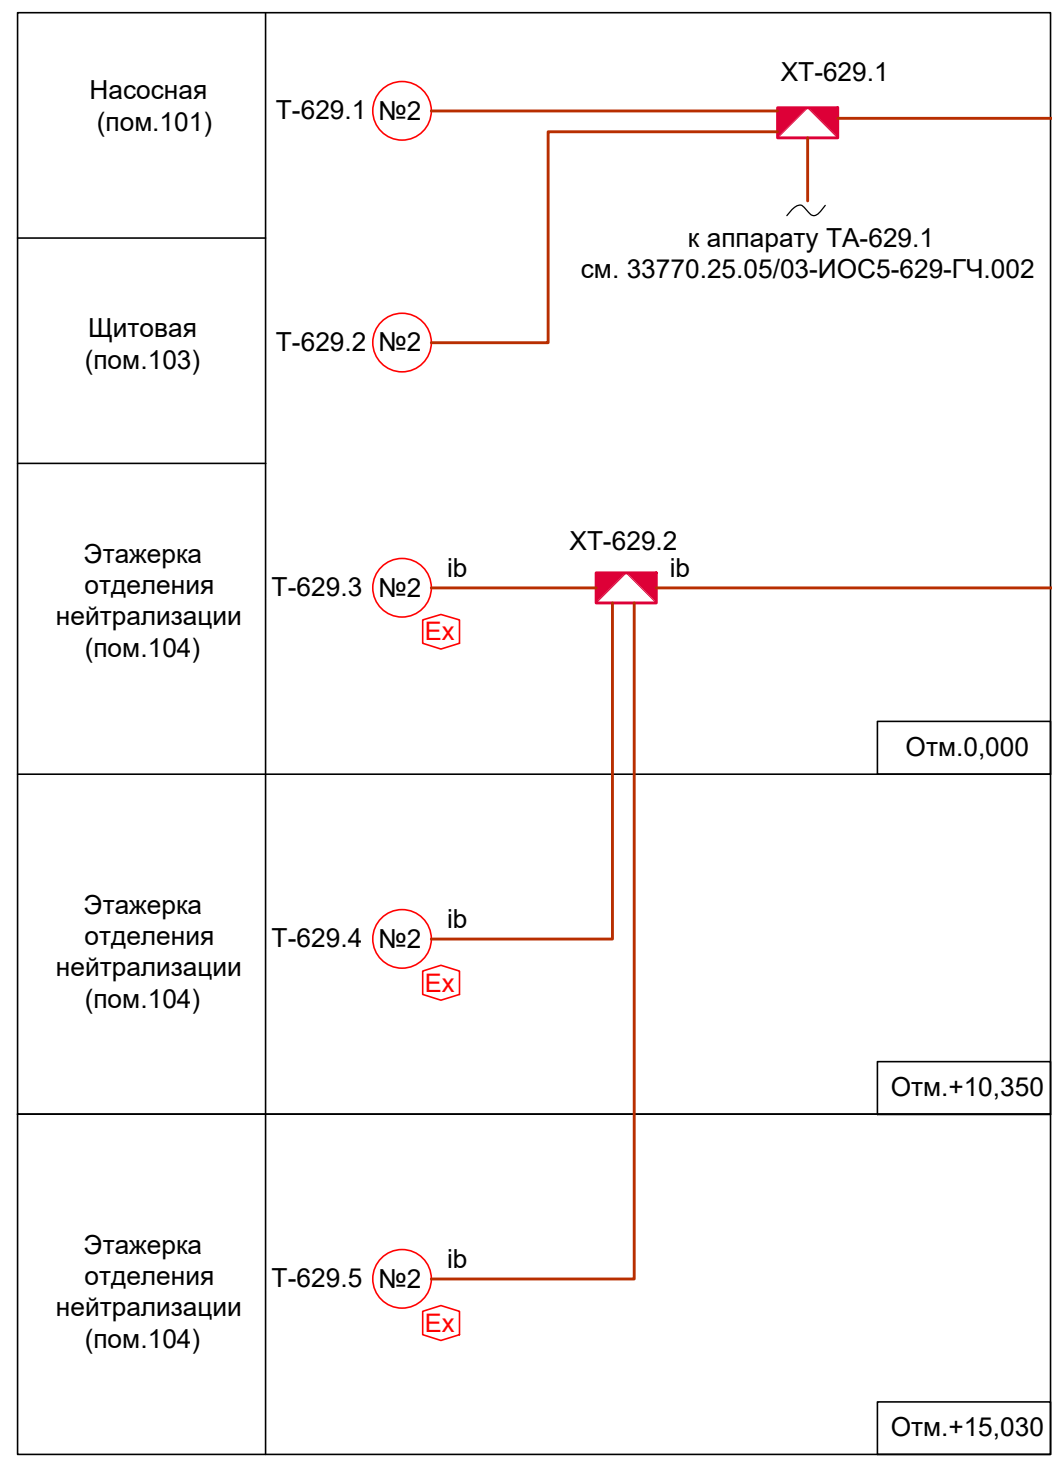 Насосная
(пом.101)
Т-629.1
№2
ХТ-629.1
к аппарату ТА-629.1
см. 33770.25.05/03-ИОС5-629-ГЧ.002
Щитовая
(пом.103)
Т-629.2
№2
Этажерка
отделения
нейтрализации
(пом.104)
Т-629.3
№2
ib
Ex
ХТ-629.2
ib
Отм.0,000
Этажерка
отделения
нейтрализации
(пом.104)
Т-629.4
№2
ib
Ex
Отм.+10,350
Этажерка
отделения
нейтрализации
(пом.104)
Т-629.5
№2
ib
Ex
Отм.+15,030